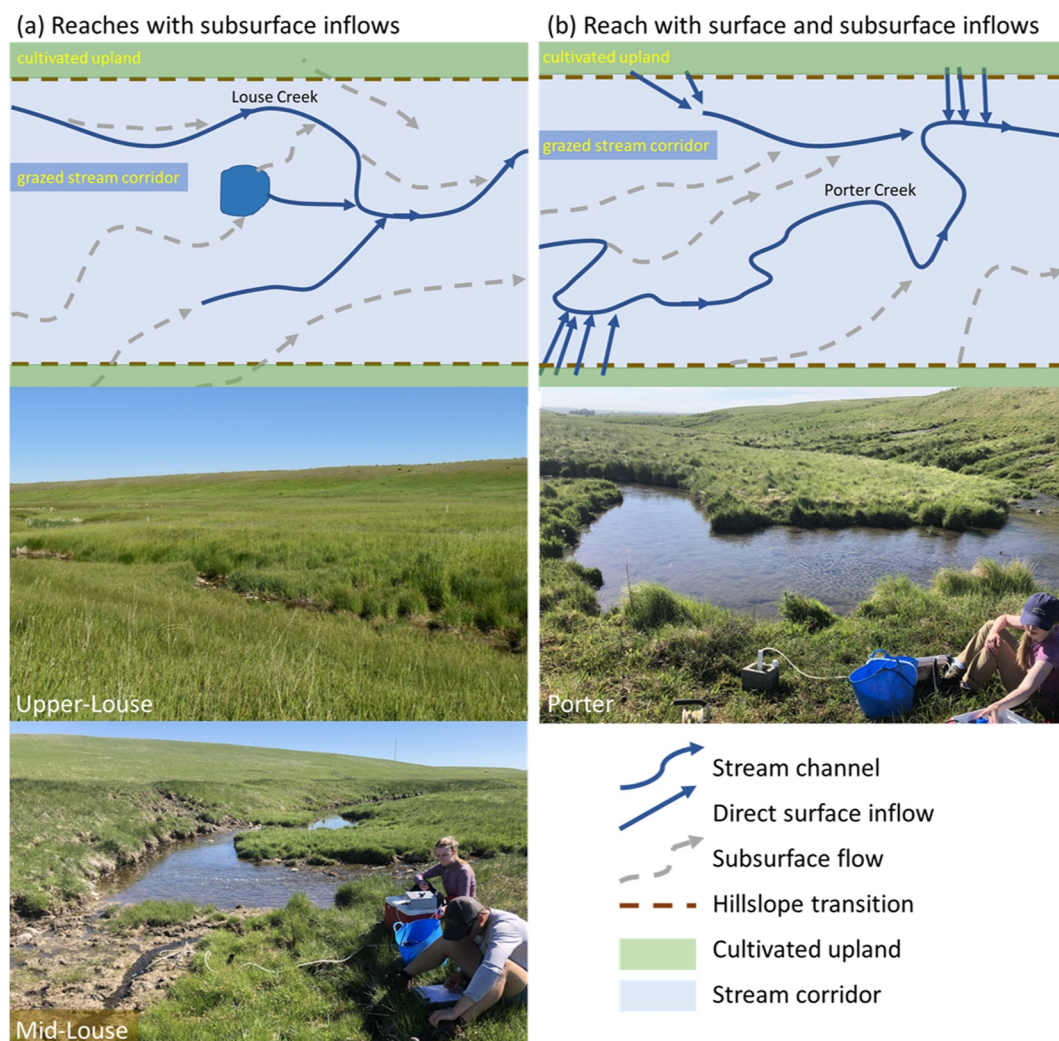 (a) Reaches with subsurface inflows
cultivated upland
Louse Creek
grazed stream corridor
Upper-Louse
Mid-Louse
(b) Reach with surface and subsurface inflows
cultivated upland
grazed stream corridor
Porter Creek
Porter
Stream channel
Direct surface inflow
Subsurface flow
Hillslope transition
Cultivated upland
Stream corridor